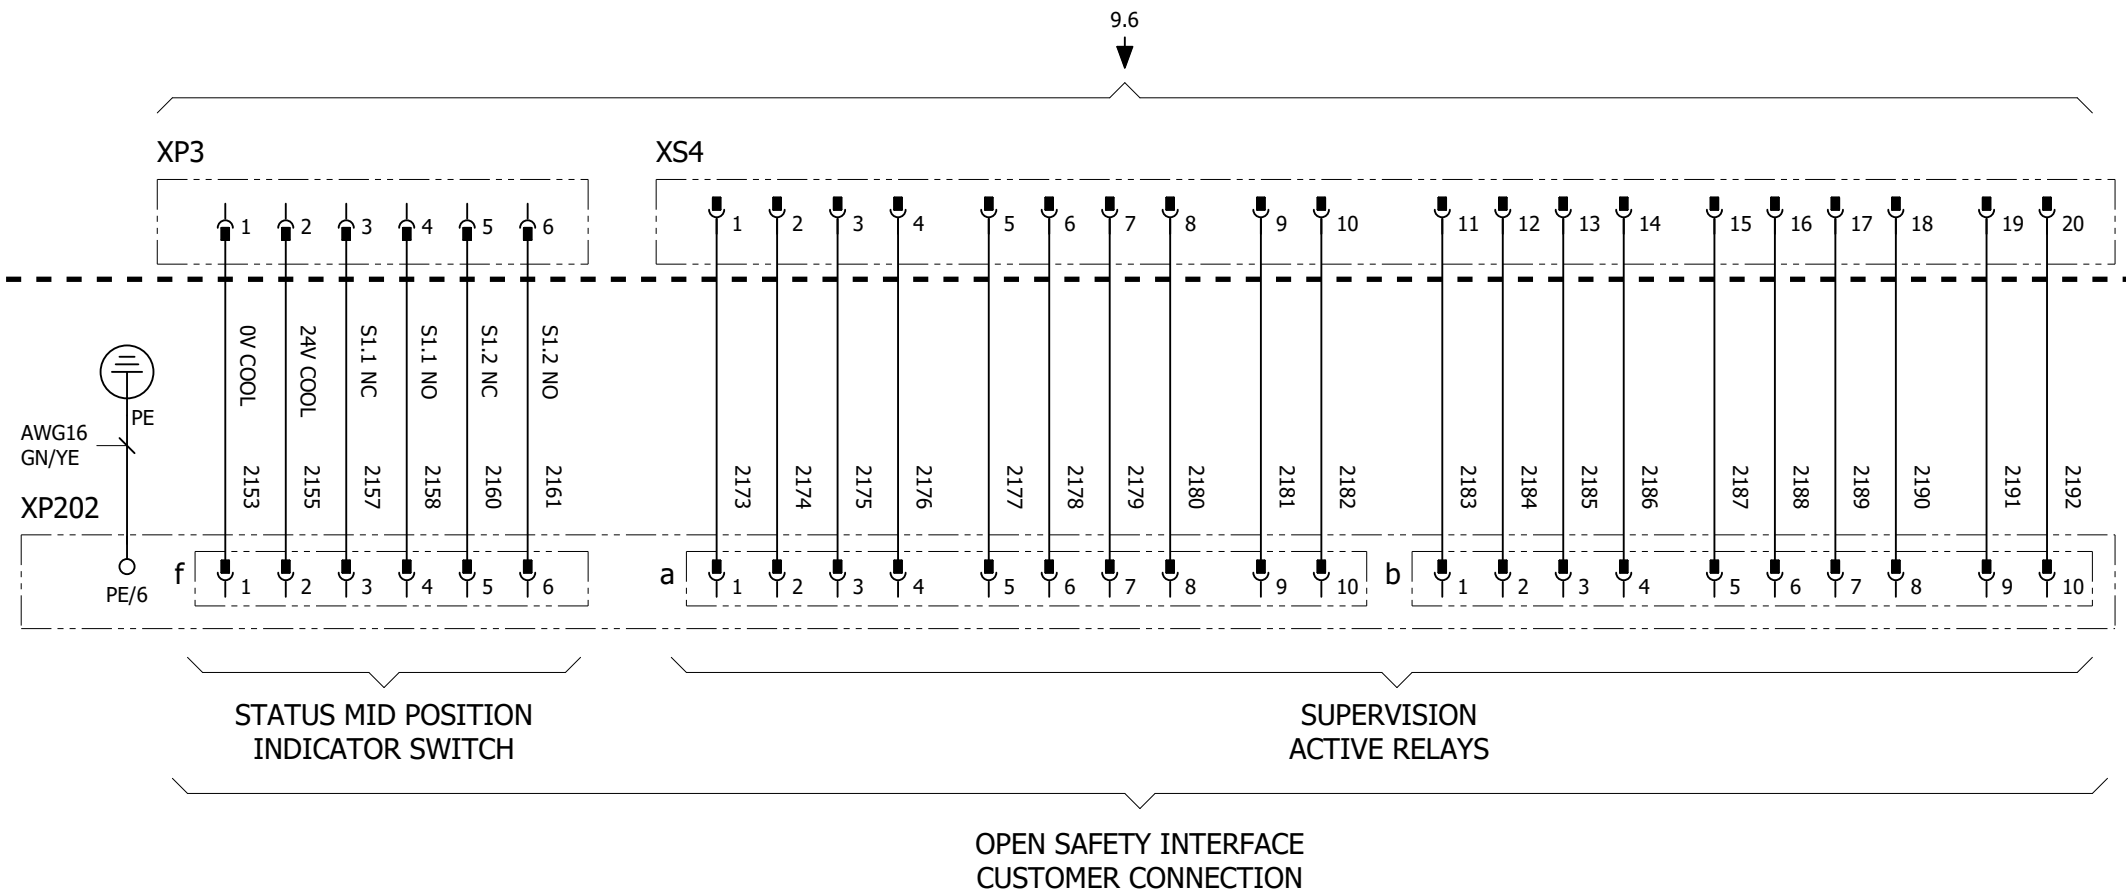 9.6
XP3 XS4
1 2 3 4 5 6 1 2 3 4 5 6 7 8 9 10 11 12 13 14 15 16 17 18 19 20
0V COOL
24V COOL
S1.1 NC
S1.1 NO
S1.2 NC
S1.2 NO
PE
AWG16
GN/YE
2153 2155 2157 2158 2160 2161 2173 2174 2175 2176 2177 2178 2179 2180 2181 2182 2183 2184 2185 2186 2187 2188 2189 2190 2191 2192
XP202
PE/6 f 1 2 3 4 5 6 a 1 2 3 4 5 6 7 8 9 10 b 1 2 3 4 5 6 7 8 9 10
STATUS MID POSITION
INDICATOR SWITCH
SUPERVISION
ACTIVE RELAYS
OPEN SAFETY INTERFACE
CUSTOMER CONNECTION